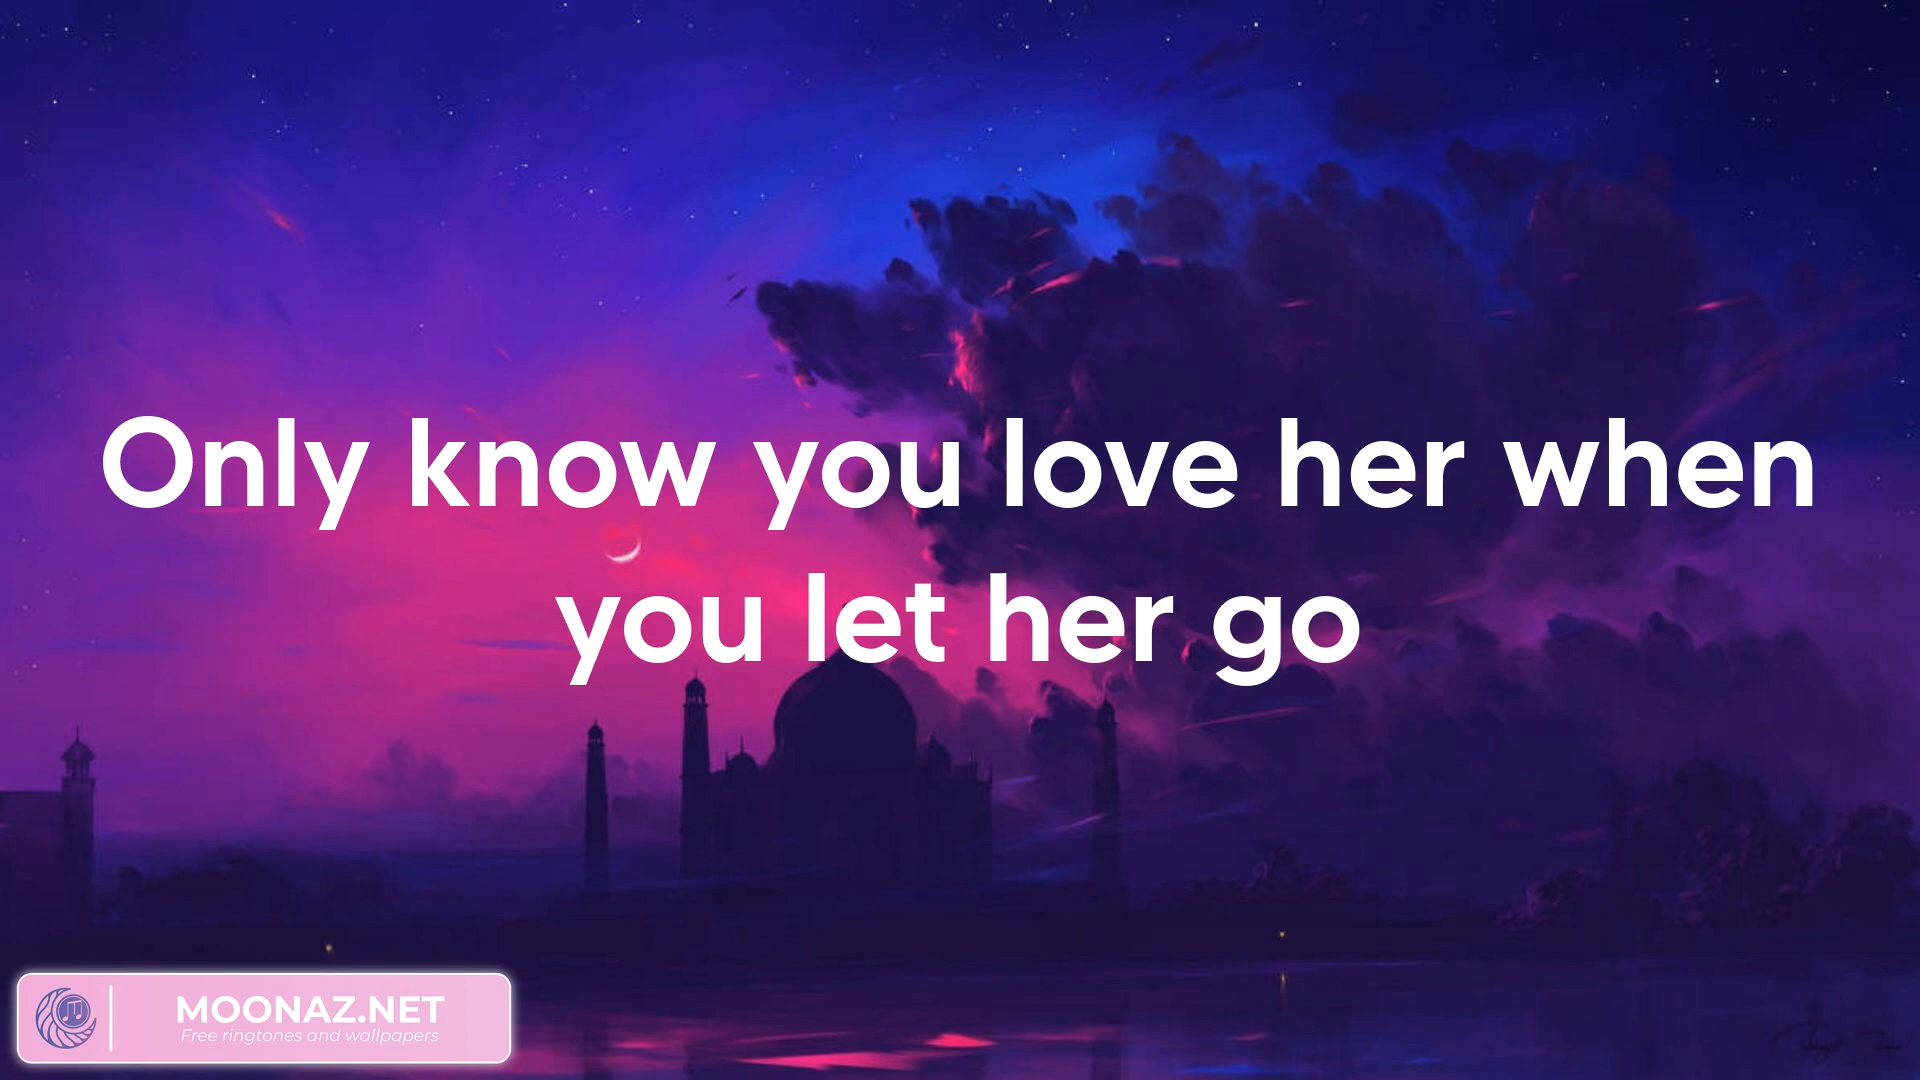 Only know you love her when
you let her go
MOONAZ.NET
Free ringtones and wallpapers